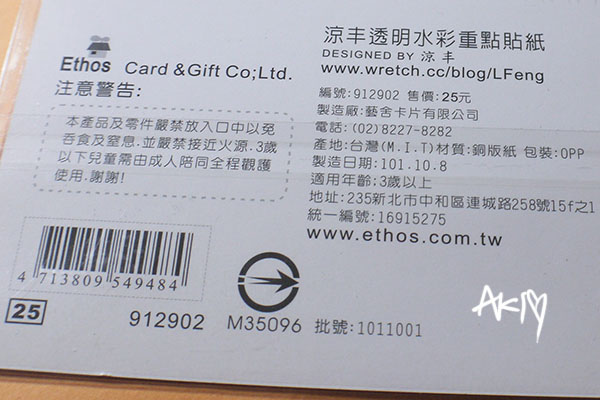 Ethos Card &Gift Co;Ltd.
注意警告:
本產品及零件嚴禁放入口中以免
吞食及窒息.並嚴禁接近火源.3歲
以下兒童需由成人陪同全程觀護
使用.謝謝!
4 713809 549484
25
912902
M35096
批號:1011001
涼丰透明水彩重點貼紙
DESIGNED BY 涼丰
www.wretch.cc/blog/LFeng
編號:912902 售價:25元
製造廠:藝舍卡片有限公司
電話:(02)8227-8282
產地:台灣(M.I.T)材質:銅版紙 包裝:OPP
製造日期:101.10.8
適用年齡:3歲以上
地址:235新北市中和區連城路258號15f之1
統一編號:16915275
www.ethos.com.tw
AKI